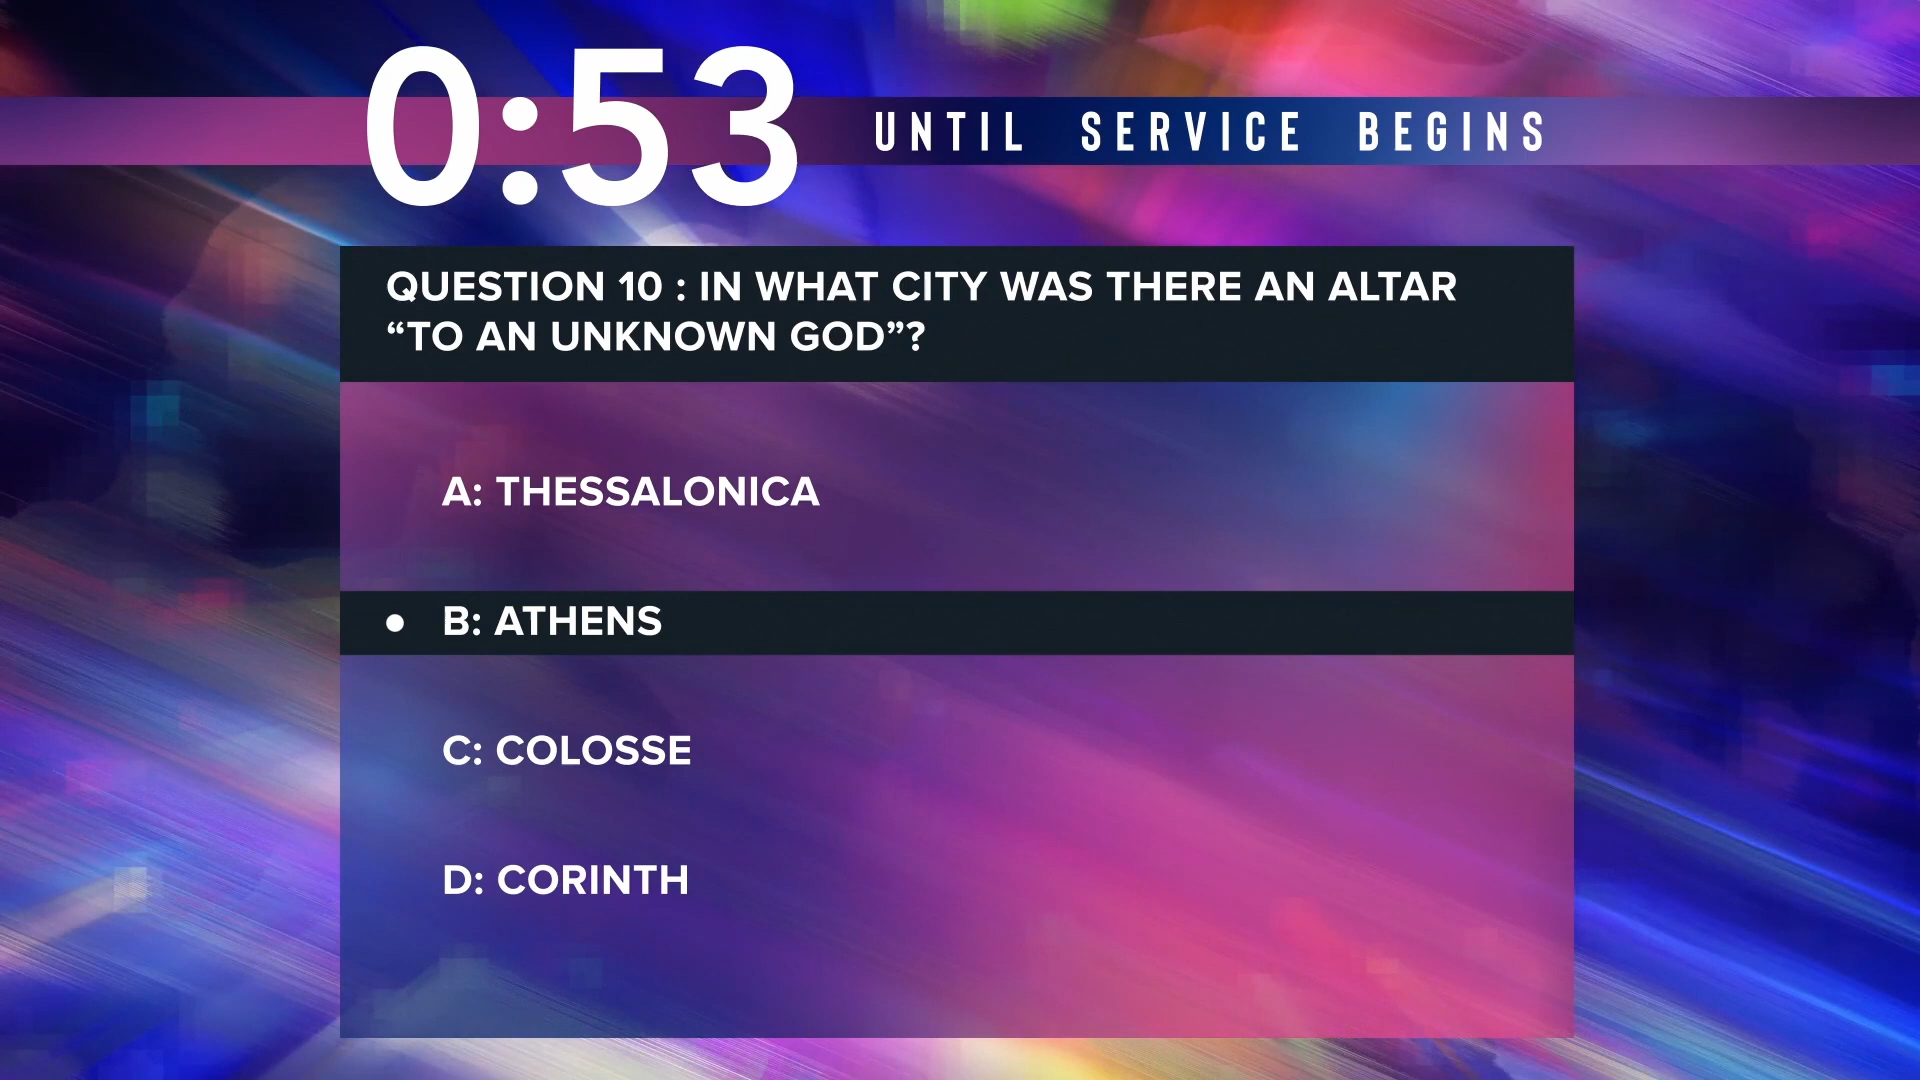 0:53 UNTIL SERVICE BEGINS
QUESTION 10 : IN WHAT CITY WAS THERE AN ALTAR
“TO AN UNKNOWN GOD”?
A: THESSALONICA
• B: ATHENS
C: COLOSSE
D: CORINTH